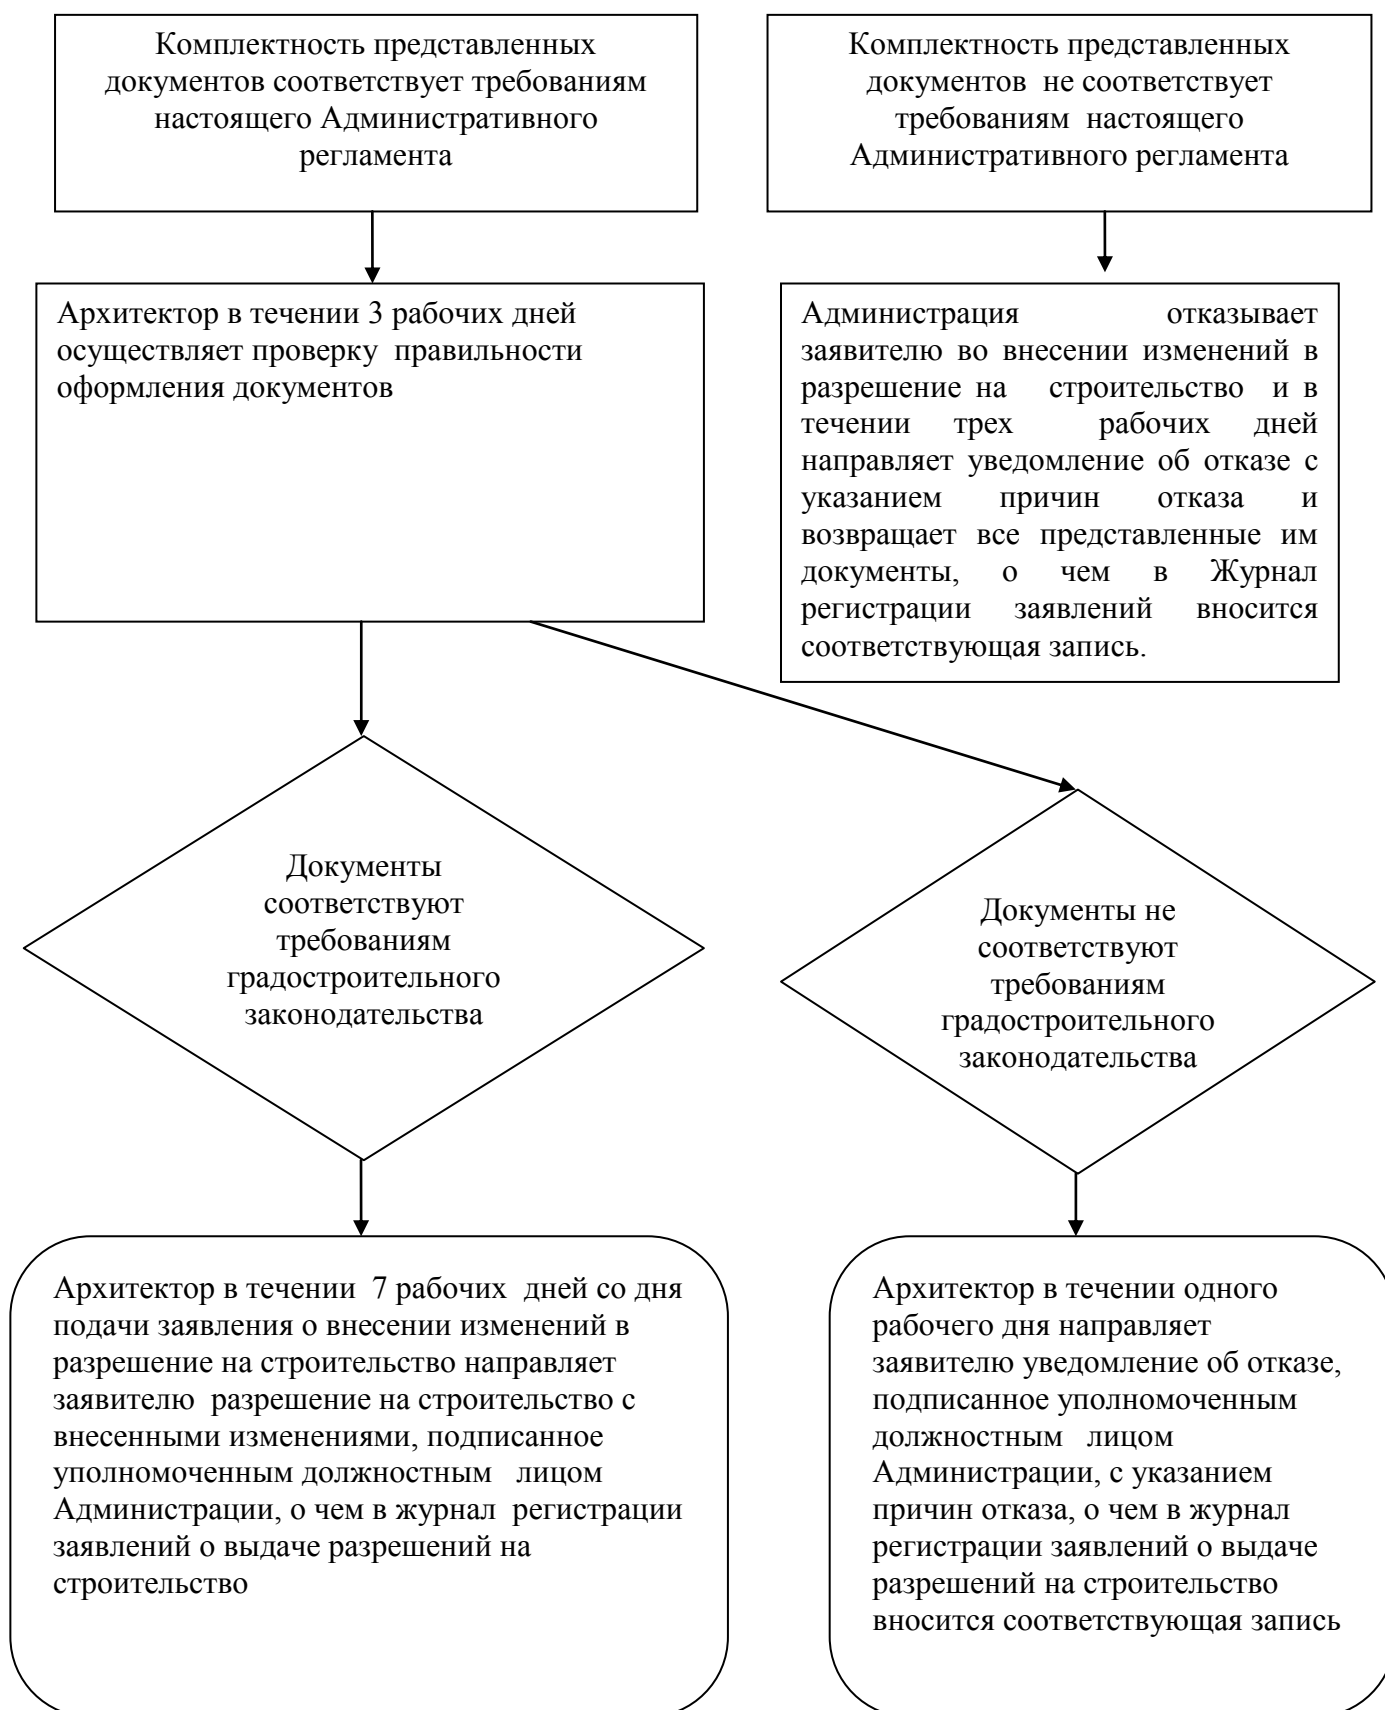 Комплектность представленных
документов соответствует требованиям
настоящего Административного
регламента
Комплектность представленных
документов не соответствует
требованиям настоящего
Административного регламента
Архитектор в течении 3 рабочих дней
осуществляет проверку правильности
оформления документов
Администрация отказывает
заявителю во внесении изменений в
разрешение на строительство и в
течении трех рабочих дней
направляет уведомление об отказе с
указанием причин отказа и
возвращает все представленные им
документы, о чем в Журнал
регистрации заявлений вносится
соответствующая запись.
Документы
соответствуют
требованиям
градостроительного
законодательства
Документы не
соответствуют
требованиям
градостроительного
законодательства
Архитектор в течении 7 рабочих дней со дня
подачи заявления о внесении изменений в
разрешение на строительство направляет
заявителю разрешение на строительство с
внесенными изменениями, подписанное
уполномоченным должностным лицом
Администрации, о чем в журнал регистрации
заявлений о выдаче разрешений на
строительство
Архитектор в течении одного
рабочего дня направляет
заявителю уведомление об отказе,
подписанное уполномоченным
должностным лицом
Администрации, с указанием
причин отказа, о чем в журнал
регистрации заявлений о выдаче
разрешений на строительство
вносится соответствующая запись